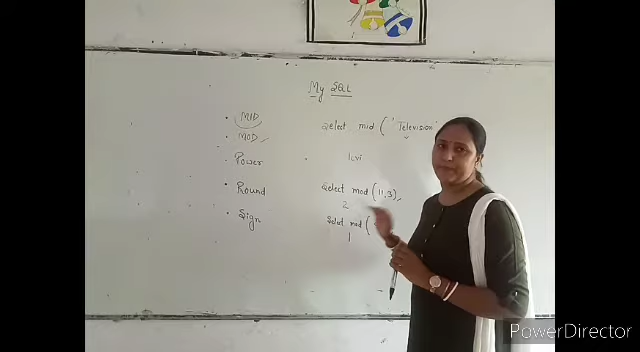 My SQL
• MID
Select mid ( 'Television'
• MOD
Power
levi
• Round
Select mod (11,3)
2
• Sign
Select mod (
1
PowerDirector